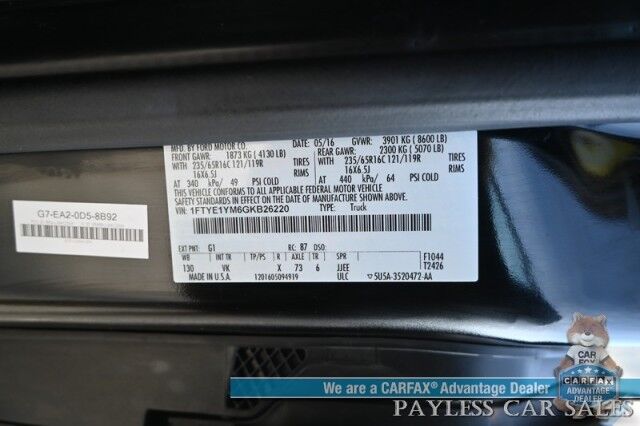 MFD. BY FORD MOTOR CO.
05/16
GVWR: 3901 KG ( 8600 LB)
FRONT GAWR: 1873 KG ( 4130 LB)
REAR GAWR: 2300 KG ( 5070 LB)
WITH 235/65R16C 121/119R TIRES
WITH 235/65R16C 121/119R TIRES
16X6.5J RIMS
16X6.5J RIMS
AT 340 kPa/ 49 PSI COLD
AT 440 kPa/ 64 PSI COLD
THIS VEHICLE CONFORMS TO ALL APPLICABLE FEDERAL MOTOR VEHICLE
SAFETY STANDARDS IN EFFECT ON THE DATE OF MANUFACTURE SHOWN ABOVE.
VIN: 1FTYE1YM6GKB26220
TYPE: Truck
EXT PNT: G1 RC: 87 DSO:
WB TP/PS R AXLE TR SPR F1044
130 VK X 73 6 JJEE T2426
MADE IN U.S.A. 1201605094919 ULC 5U5A-3520472-AA
G7-EA2-0D5-8B92
We are a CARFAX® Advantage Dealer
CAR
FOX
CARFAX
ADVANTAGE
DEALER
PAYLESS CAR SALES